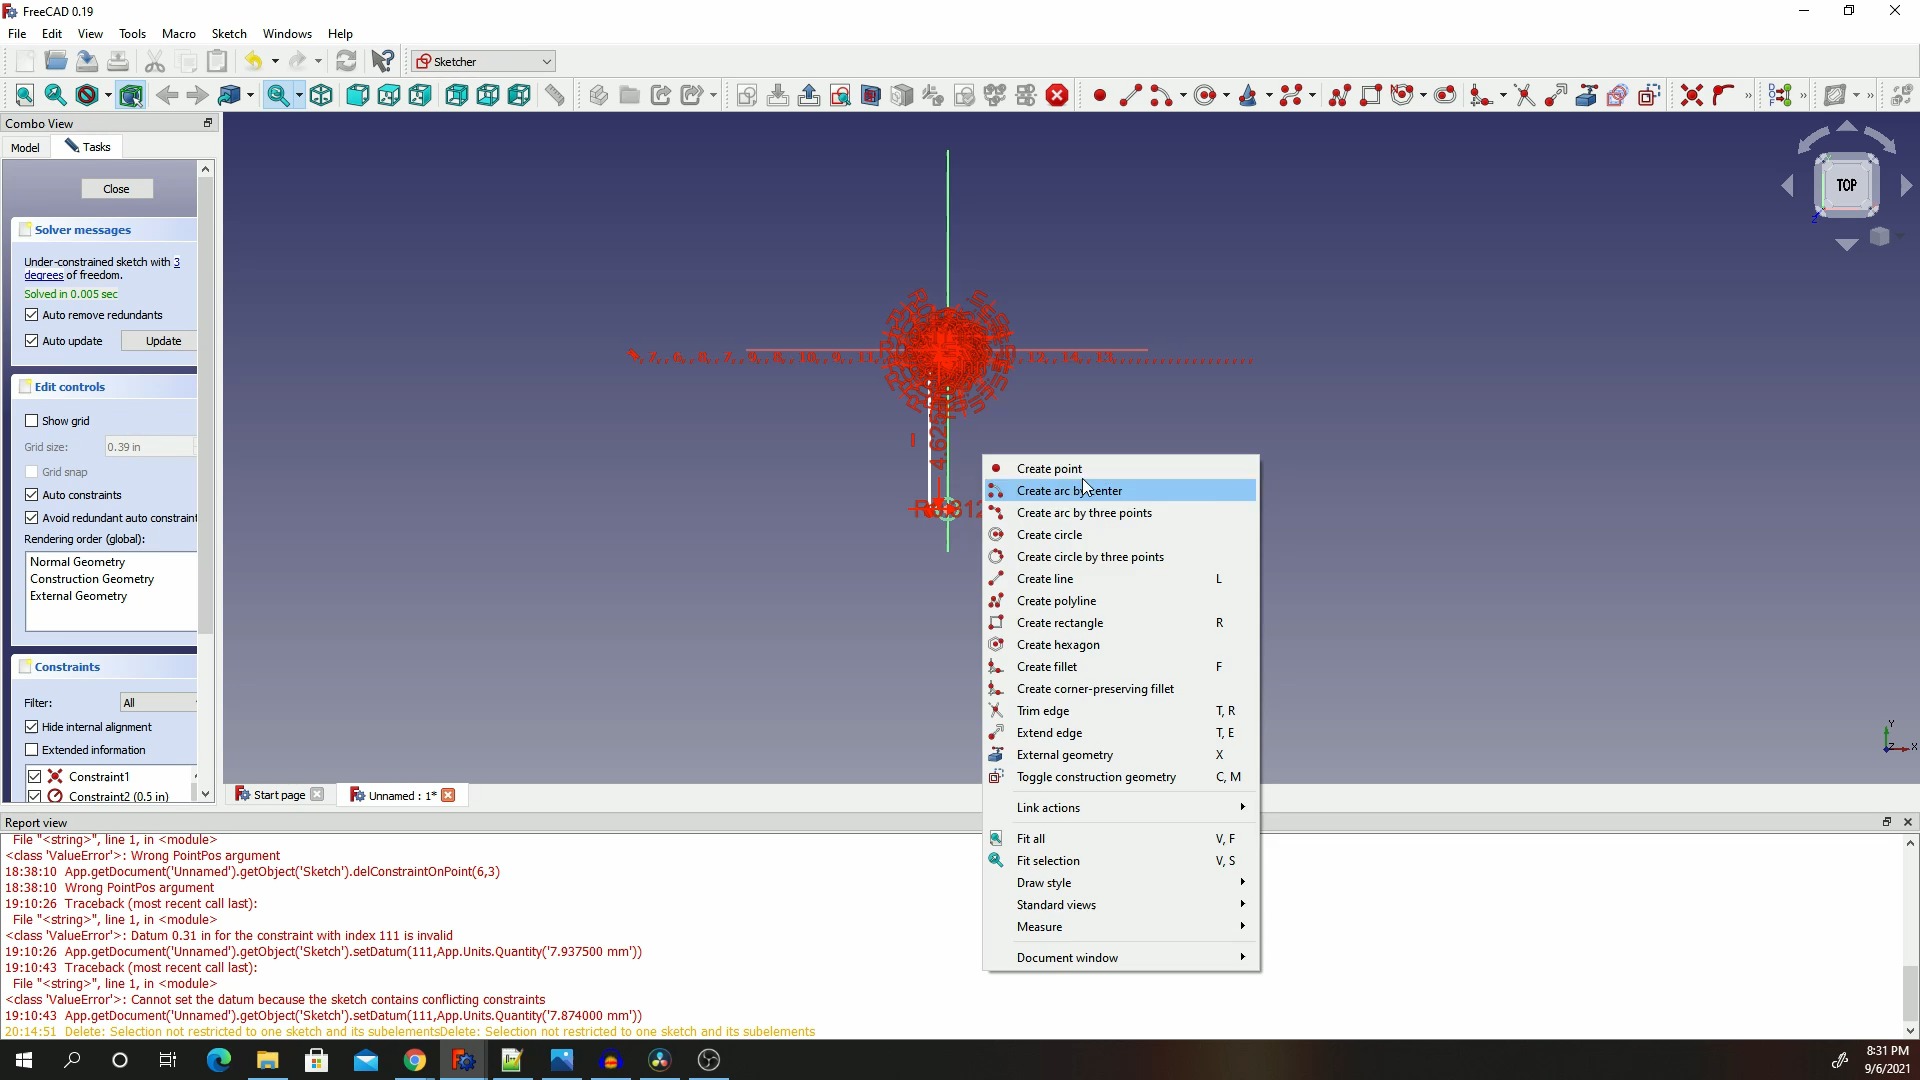 FreeCAD 0.19
File Edit View Tools Macro Sketch Windows Help
Sketcher
Combo View
Model Tasks
Close
Solver messages
Under-constrained sketch with 3
degrees of freedom.
Solved in 0.005 sec
Auto remove redundants
Auto update Update
Edit controls
Show grid
Grid size: 0.39 in
Grid snap
Auto constraints
Avoid redundant auto constraint
Rendering order (global):
Normal Geometry
Construction Geometry
External Geometry
Constraints
Filter: All
Hide internal alignment
Extended information
Constraint1
Constraint2 (0.5 in)
TOP
Create point
Create arc by center
Create arc by three points
Create circle
Create circle by three points
Create line L
Create polyline
Create rectangle R
Create hexagon
Create fillet F
Create corner-preserving fillet
Trim edge T, R
Extend edge T, E
External geometry X
Toggle construction geometry C, M
Link actions
Fit all V, F
Fit selection V, S
Draw style
Standard views
Measure
Document window
Y
Z X
Start page Unnamed : 1*
Report view
File "<string>", line 1, in <module>
<class 'ValueError'>: Wrong PointPos argument
18:38:10 App.getDocument('Unnamed').getObject('Sketch').delConstraintOnPoint(6,3)
18:38:10 Wrong PointPos argument
19:10:26 Traceback (most recent call last):
File "<string>", line 1, in <module>
<class 'ValueError'>: Datum 0.31 in for the constraint with index 111 is invalid
19:10:26 App.getDocument('Unnamed').getObject('Sketch').setDatum(111,App.Units.Quantity('7.937500 mm'))
19:10:43 Traceback (most recent call last):
File "<string>", line 1, in <module>
<class 'ValueError'>: Cannot set the datum because the sketch contains conflicting constraints
19:10:43 App.getDocument('Unnamed').getObject('Sketch').setDatum(111,App.Units.Quantity('7.874000 mm'))
20:14:51 Delete: Selection not restricted to one sketch and its subelementsDelete: Selection not restricted to one sketch and its subelements
8:31 PM
9/6/2021